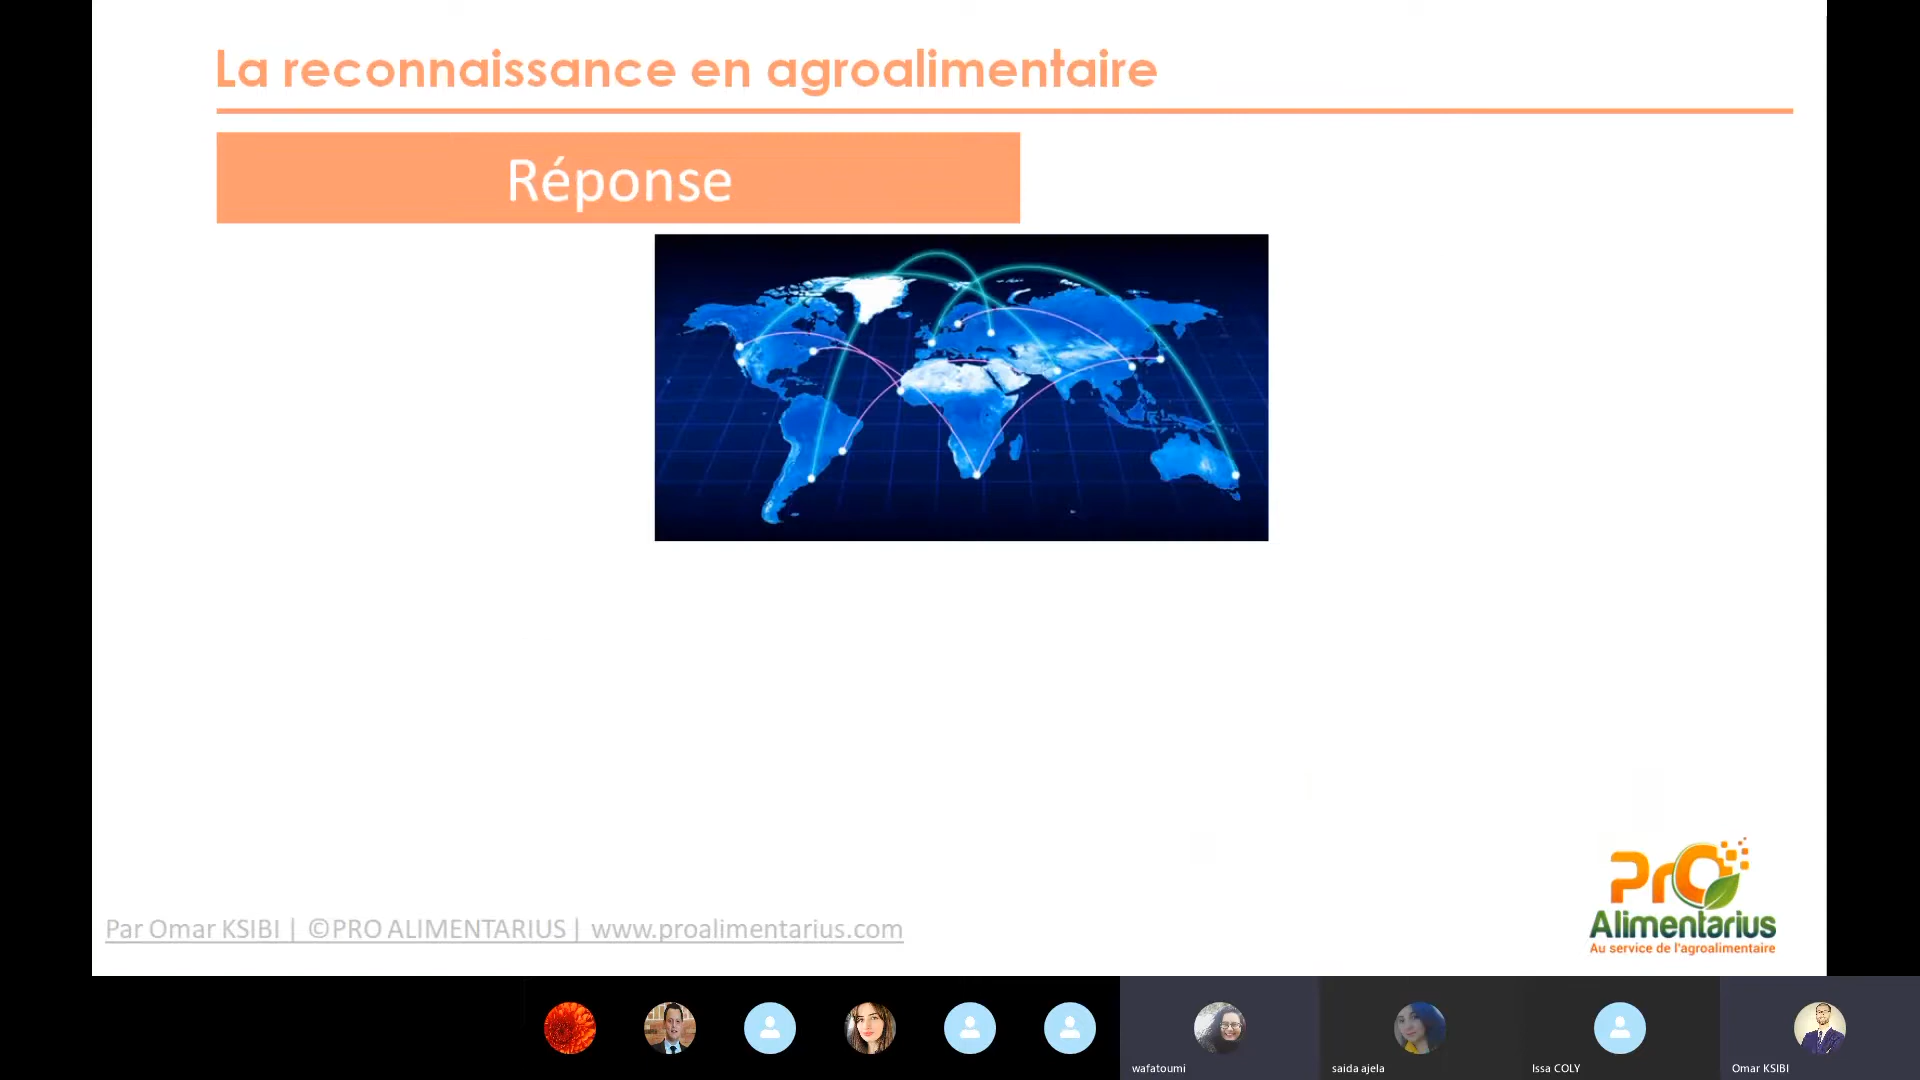 La reconnaissance en agroalimentaire
Réponse
Par Omar KSIBI | ©PRO ALIMENTARIUS | www.proalimentarius.com
PrO
Alimentarius
Au service de l'agroalimentaire
wafatoumi
saida ajela
Issa COLY
Omar KSIBI